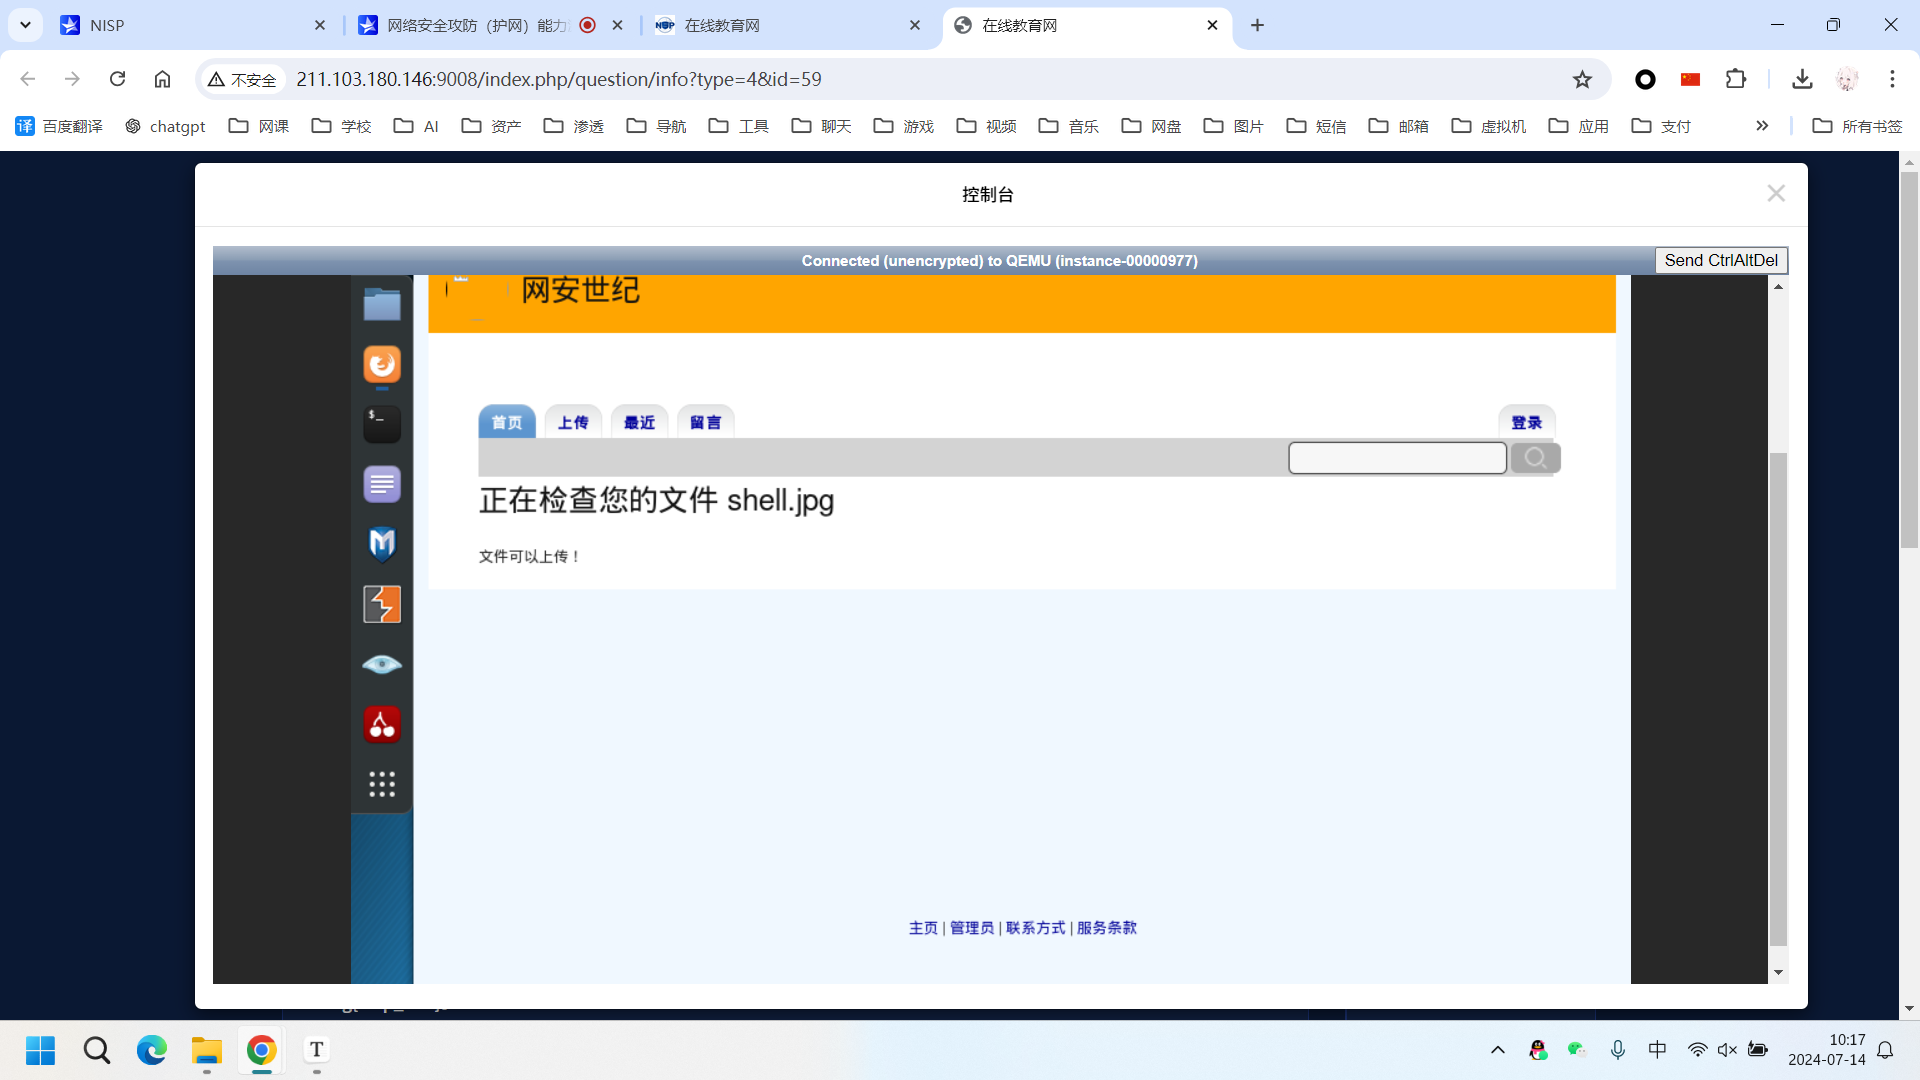 NISP
网络安全攻防（护网）能力
在线教育网
在线教育网
不安全
211.103.180.146:9008/index.php/question/info?type=4&id=59
百度翻译
chatgpt
网课
学校
AI
资产
渗透
导航
工具
聊天
游戏
视频
音乐
网盘
图片
短信
邮箱
虚拟机
应用
支付
所有书签
控制台
Connected (unencrypted) to QEMU (instance-00000977)
Send CtrlAltDel
网安世纪
首页
上传
最近
留言
登录
正在检查您的文件 shell.jpg
文件可以上传！
主页 | 管理员 | 联系方式 | 服务条款
中
10:17
2024-07-14